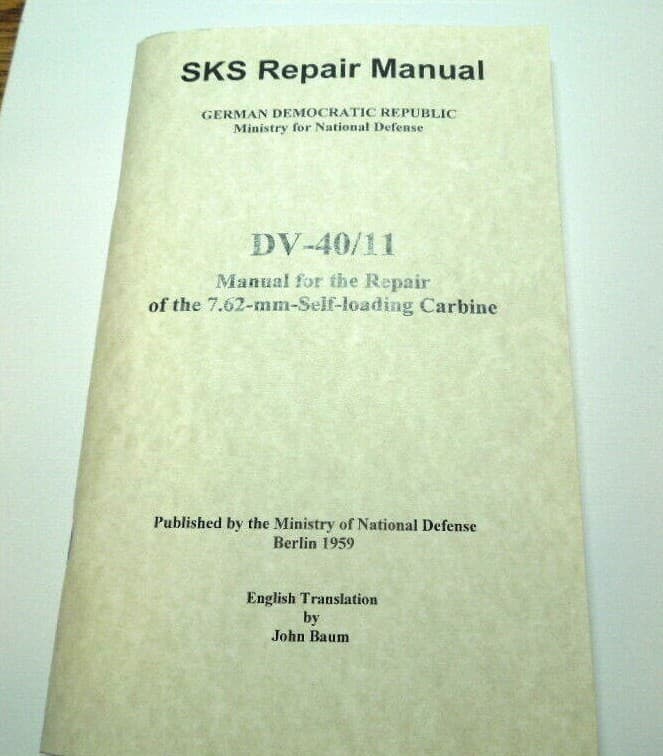 SKS Repair Manual
GERMAN DEMOCRATIC REPUBLIC
Ministry for National Defense
DV-40/11
Manual for the Repair
of the 7.62-mm-Self-loading Carbine
Published by the Ministry of National Defense
Berlin 1959
English Translation
by
John Baum